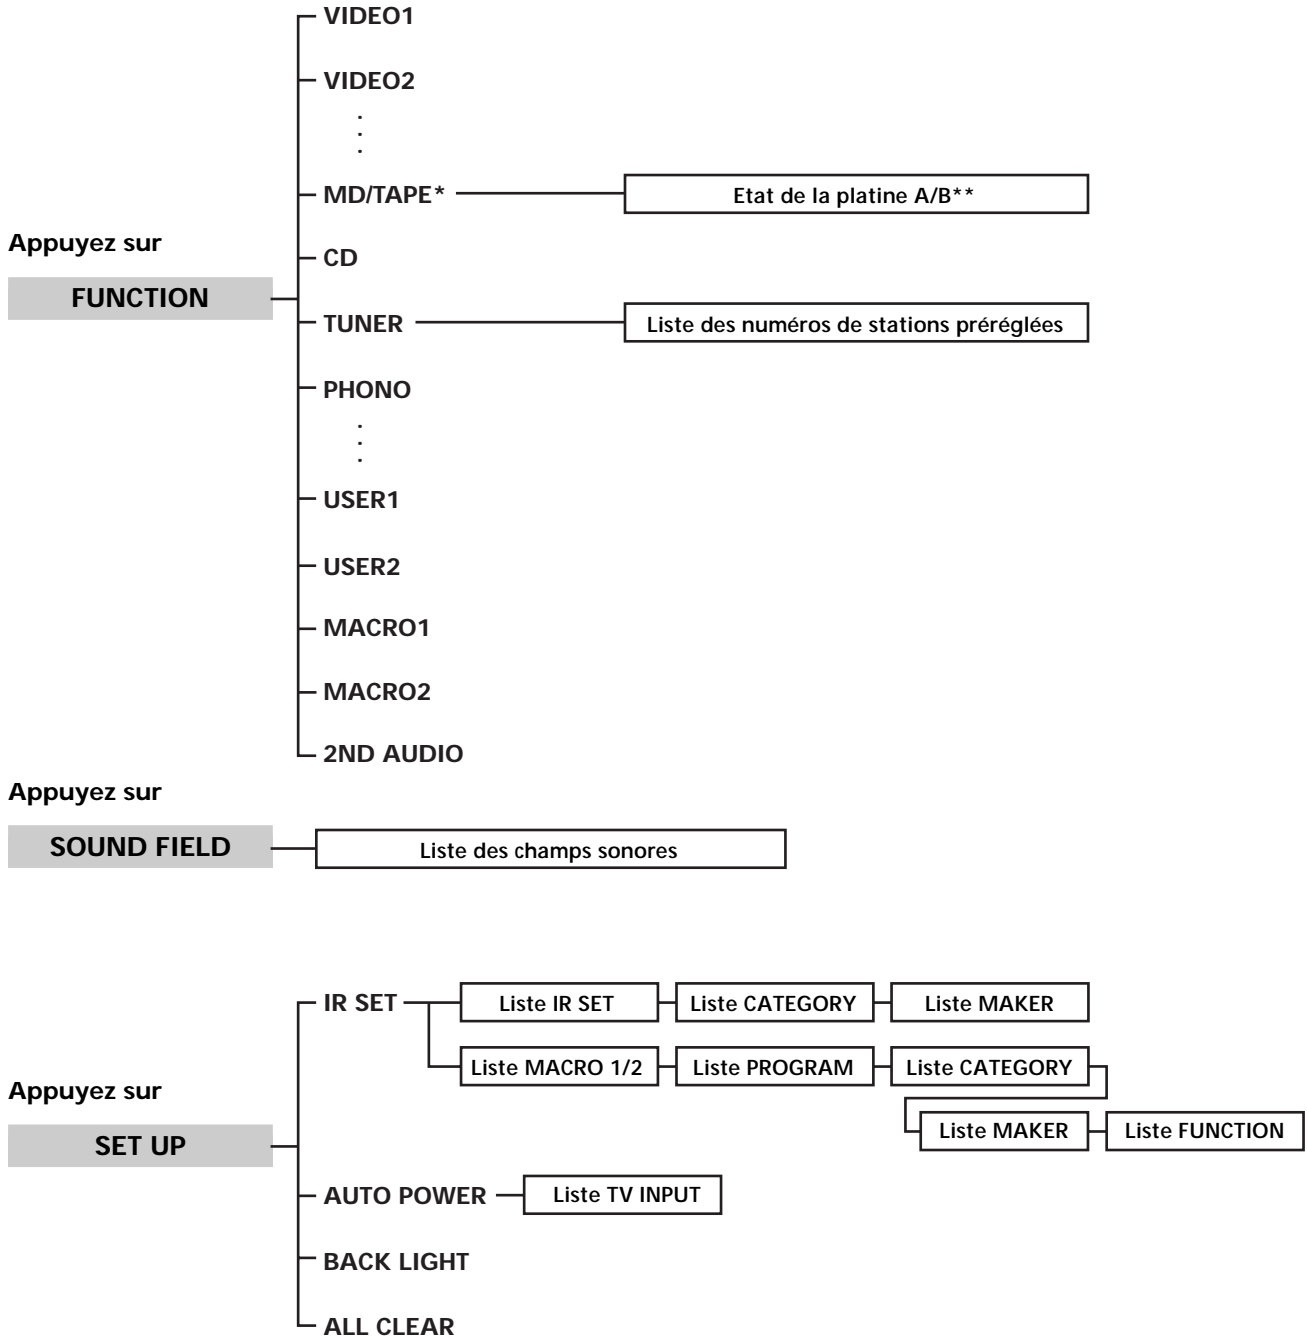 VIDEO1
VIDEO2
.
.
.
MD/TAPE* Etat de la platine A/B**
Appuyez sur
CD
FUNCTION
TUNER Liste des numéros de stations préréglées
PHONO
.
.
.
USER1
USER2
MACRO1
MACRO2
2ND AUDIO
Appuyez sur
SOUND FIELD Liste des champs sonores
IR SET Liste IR SET Liste CATEGORY Liste MAKER
Liste MACRO 1/2 Liste PROGRAM Liste CATEGORY
Appuyez sur
Liste MAKER Liste FUNCTION
SET UP
AUTO POWER Liste TV INPUT
BACK LIGHT
ALL CLEAR